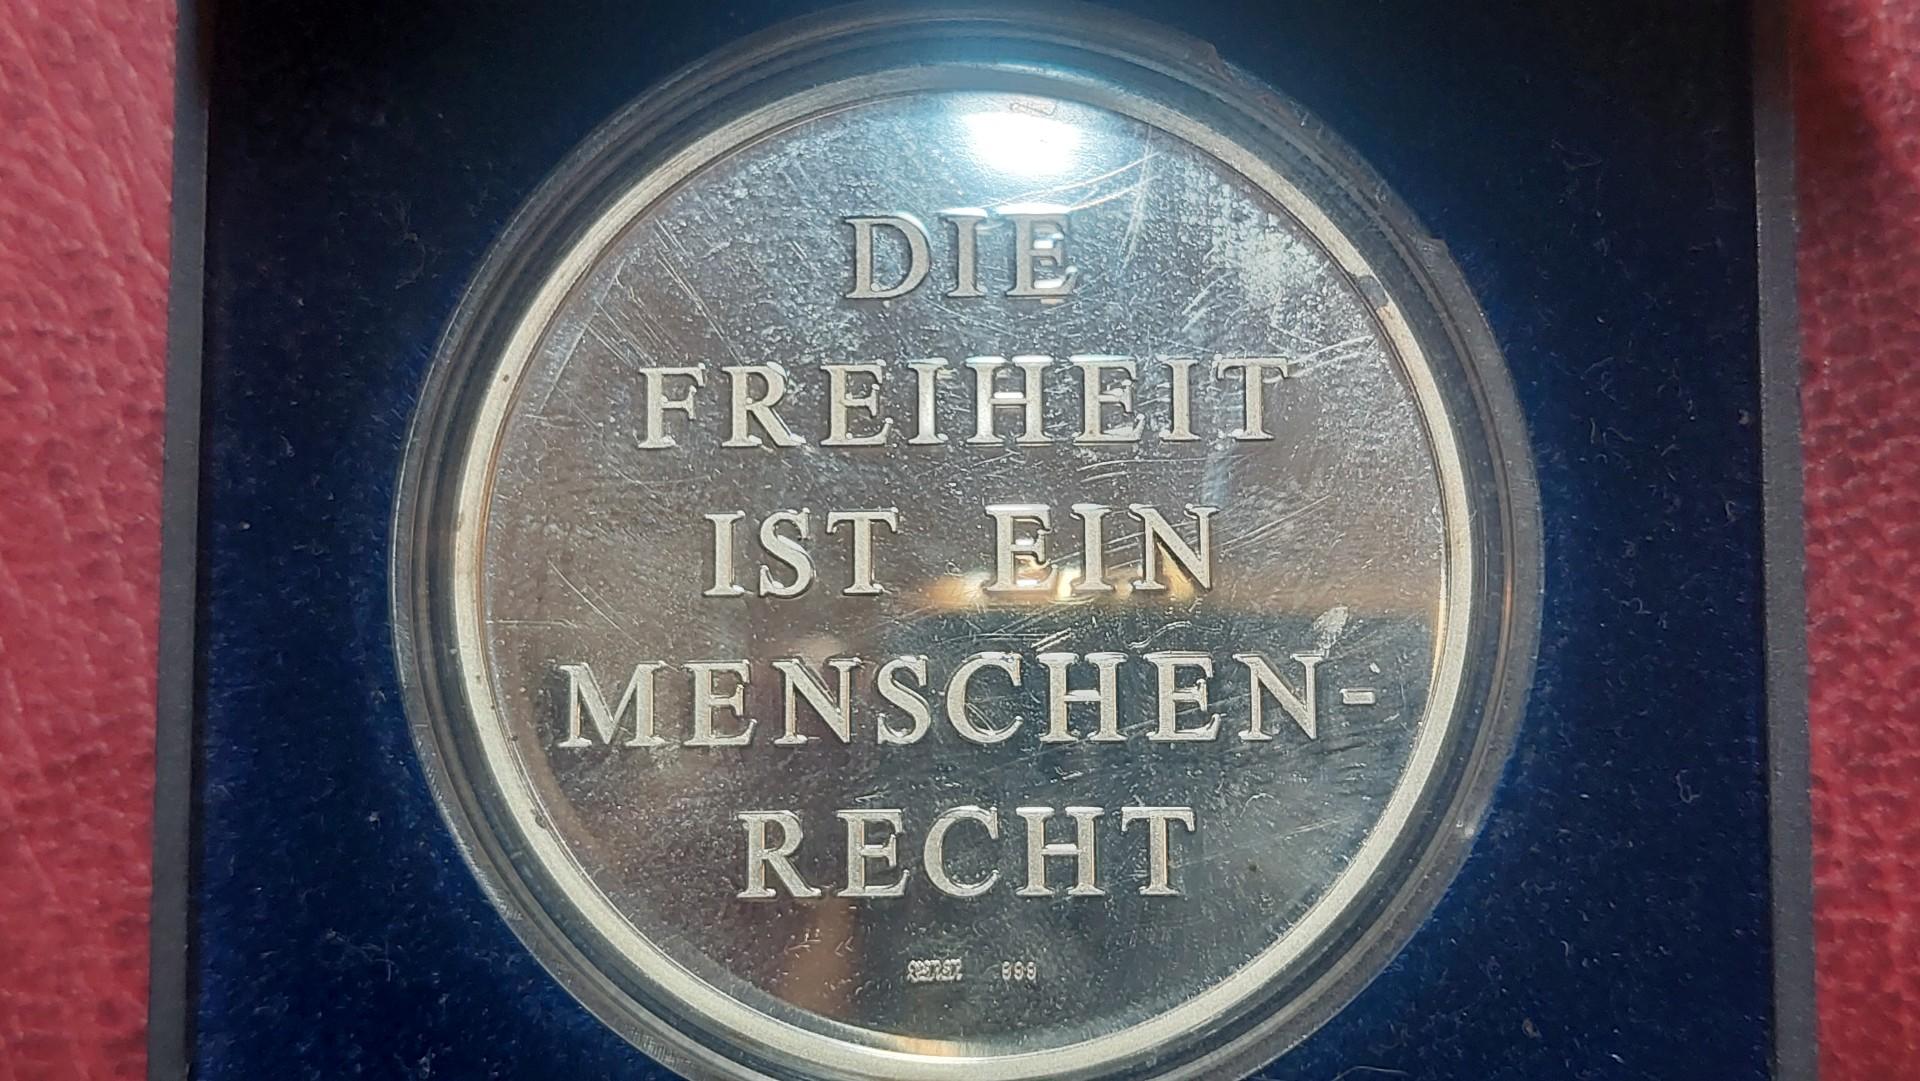 DIE
FREIHEIT
IST EIN
MENSCHEN-
RECHT
999